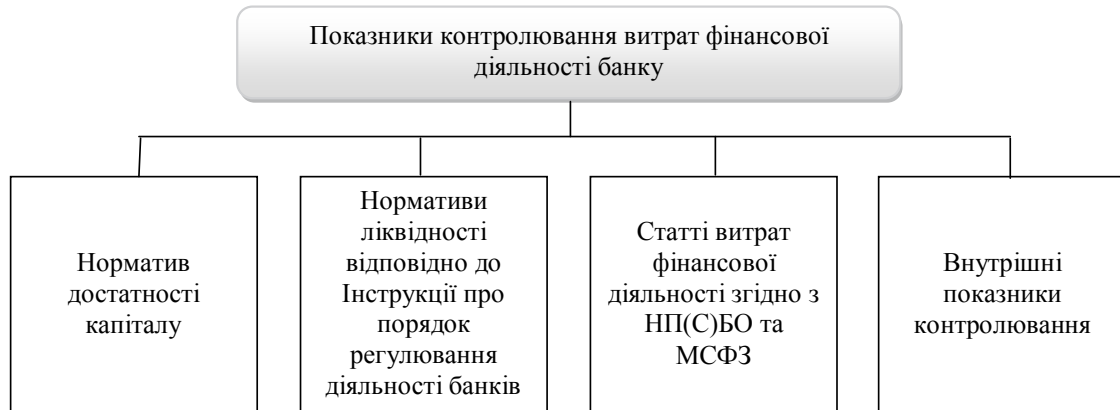 Показники контролювання витрат фінансової
діяльності банку
Норматив
достатності
капіталу
Нормативи
ліквідності
відповідно до
Інструкції про
порядок
регулювання
діяльності банків
Статті витрат
фінансової
діяльності згідно з
НП(С)БО та
МСФЗ
Внутрішні
показники
контролювання